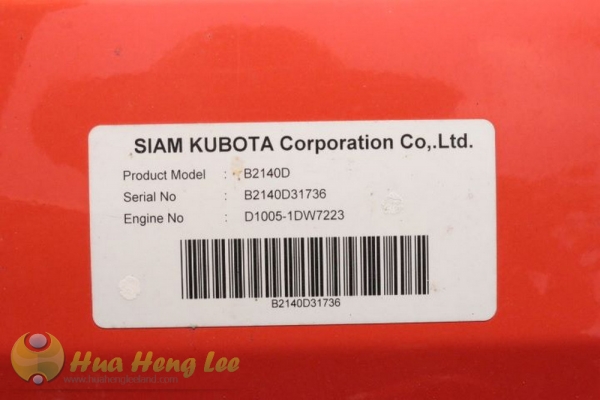 SIAM KUBOTA Corporation Co,.Ltd.
Product Model : B2140D
Serial No : B2140D31736
Engine No : D1005-1DW7223
B2140D31736
Hua Heng Lee